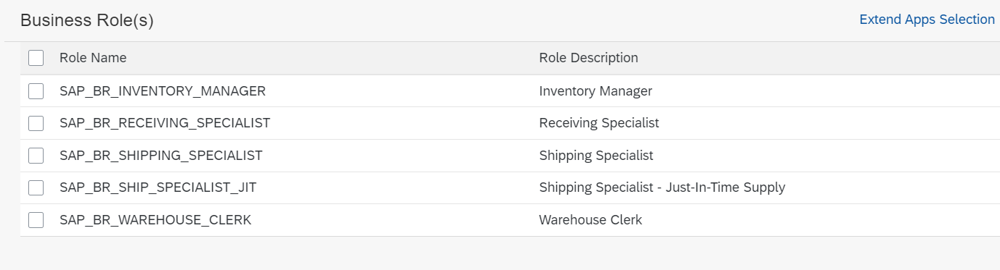 Business Role(s) Extend Apps Selection
Role Name Role Description
SAP_BR_INVENTORY_MANAGER Inventory Manager
SAP_BR_RECEIVING_SPECIALIST Receiving Specialist
SAP_BR_SHIPPING_SPECIALIST Shipping Specialist
SAP_BR_SHIP_SPECIALIST_JIT Shipping Specialist - Just-In-Time Supply
SAP_BR_WAREHOUSE_CLERK Warehouse Clerk